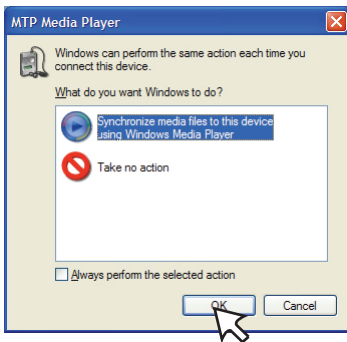 MTP Media Player
Windows can perform the same action each time you
connect this device.
What do you want Windows to do?
Synchronize media files to this device
using Windows Media Player
Take no action
Always perform the selected action
OK
Cancel